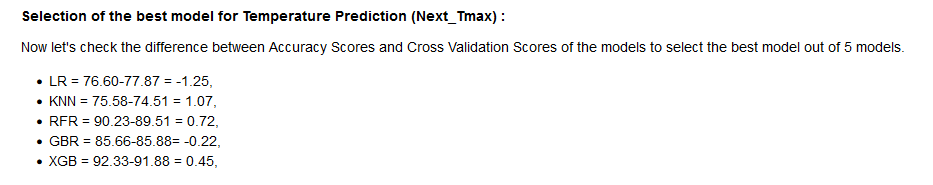 Selection of the best model for Temperature Prediction (Next_Tmax) :
Now let's check the difference between Accuracy Scores and Cross Validation Scores of the models to select the best model out of 5 models.
• LR = 76.60-77.87 = -1.25,
• KNN = 75.58-74.51 = 1.07,
• RFR = 90.23-89.51 = 0.72,
• GBR = 85.66-85.88= -0.22,
• XGB = 92.33-91.88 = 0.45,